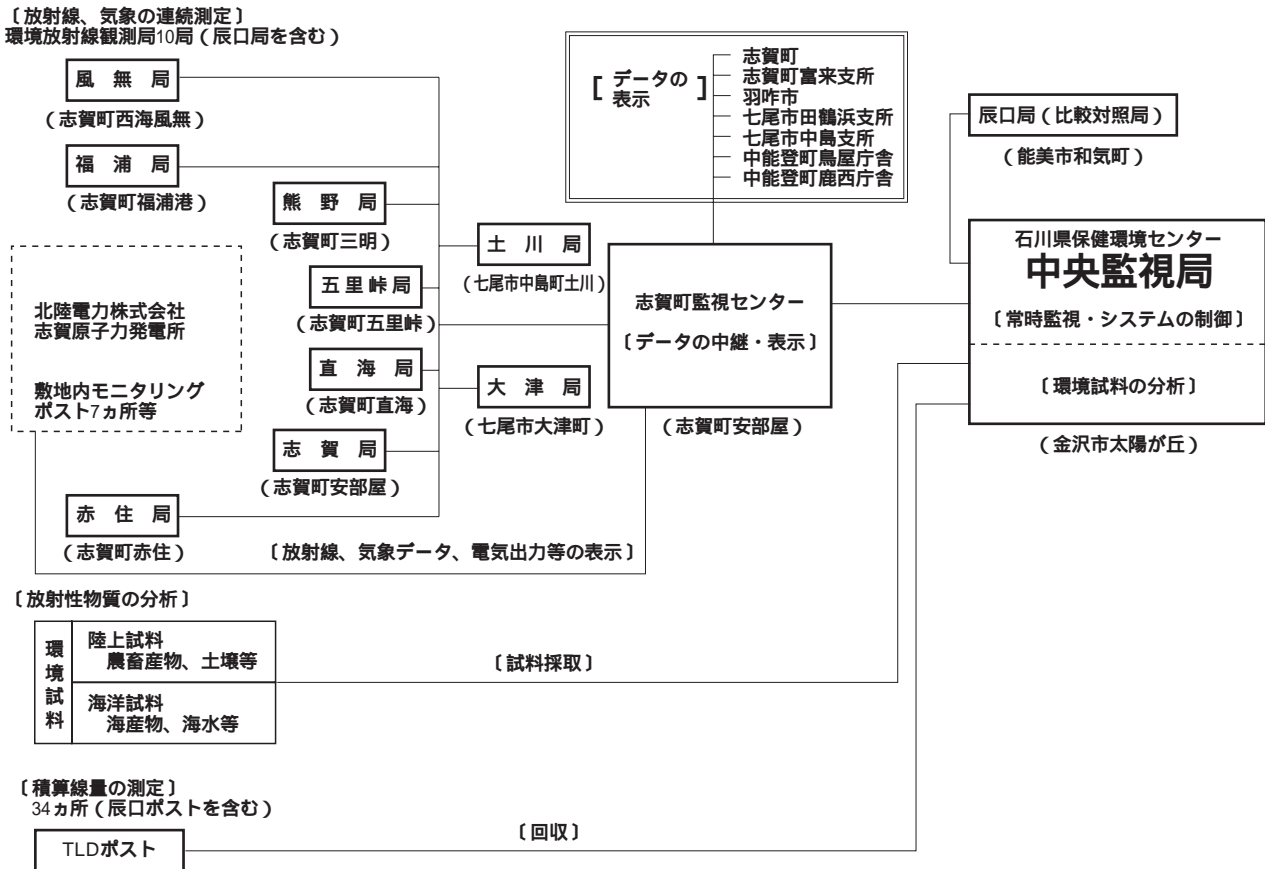 〔放射線、気象の連続測定〕
環境放射線観測局10局(辰口局を含む)
風無局
(志賀町西海風無)
福浦局
(志賀町福浦港)
熊野局
(志賀町三明)
土川局
(七尾市中島町土川)
五里峠局
(志賀町五里峠)
直海局
(志賀町直海)
大津局
(七尾市大津町)
志賀局
(志賀町安部屋)
赤住局
(志賀町赤住)
北陸電力株式会社
志賀原子力発電所
敷地内モニタリング
ポスト7ヵ所等
〔放射線、気象データ、電気出力等の表示〕
[データの
表示]
志賀町
志賀町富来支所
羽咋市
七尾市田鶴浜支所
七尾市中島支所
中能登町鳥屋庁舎
中能登町鹿西庁舎
志賀町監視センター
〔データの中継・表示〕
(志賀町安部屋)
辰口局(比較対照局)
(能美市和気町)
石川県保健環境センター
中央監視局
〔常時監視・システムの制御〕
〔環境試料の分析〕
(金沢市太陽が丘)
〔放射性物質の分析〕
環境試料
陸上試料
農畜産物、土壌等
海洋試料
海産物、海水等
〔試料採取〕
〔積算線量の測定〕
34ヵ所(辰口ポストを含む)
TLDポスト
〔回収〕